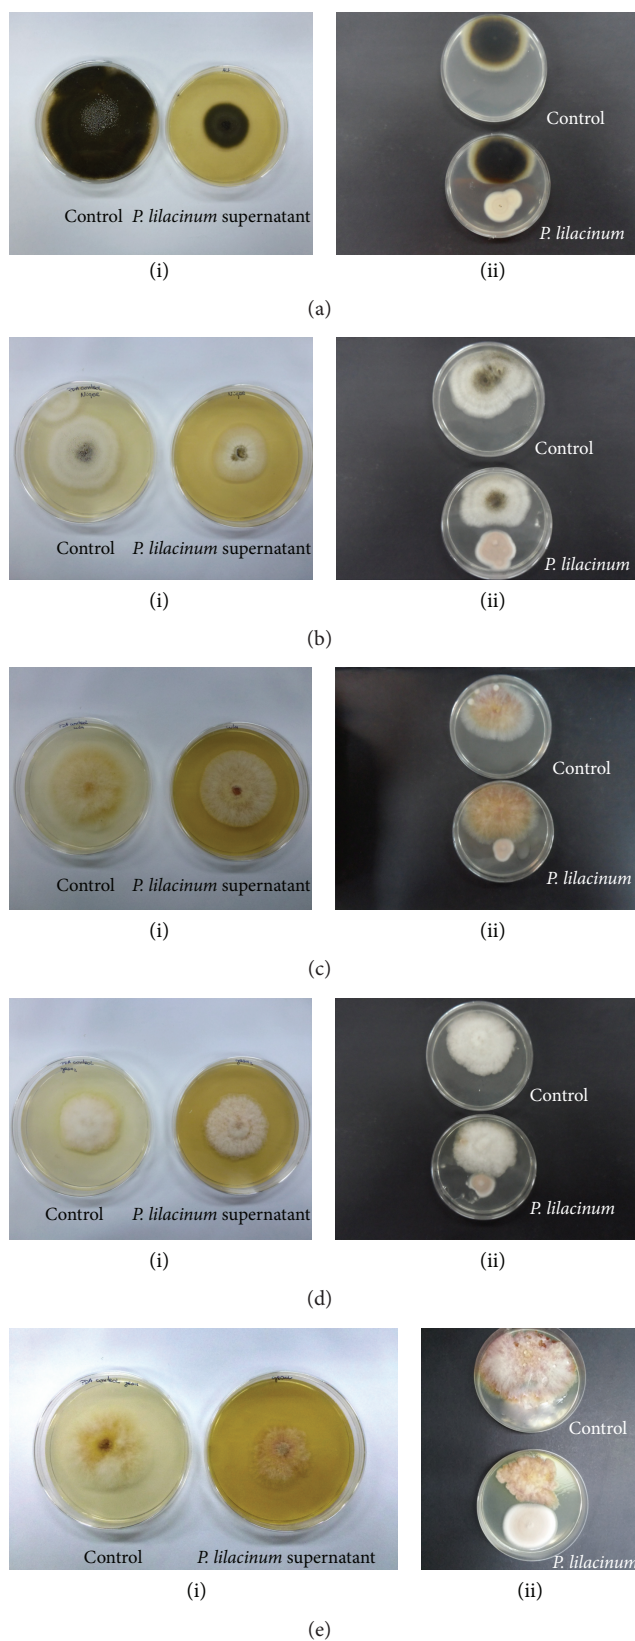 Control P. lilacinum supernatant
Control
P. lilacinum
(i)
(ii)
(a)
Control P. lilacinum supernatant
Control
P. lilacinum
(i)
(ii)
(b)
Control P. lilacinum supernatant
Control
P. lilacinum
(i)
(ii)
(c)
Control P. lilacinum supernatant
Control
P. lilacinum
(i)
(ii)
(d)
Control P. lilacinum supernatant
Control
P. lilacinum
(i)
(ii)
(e)